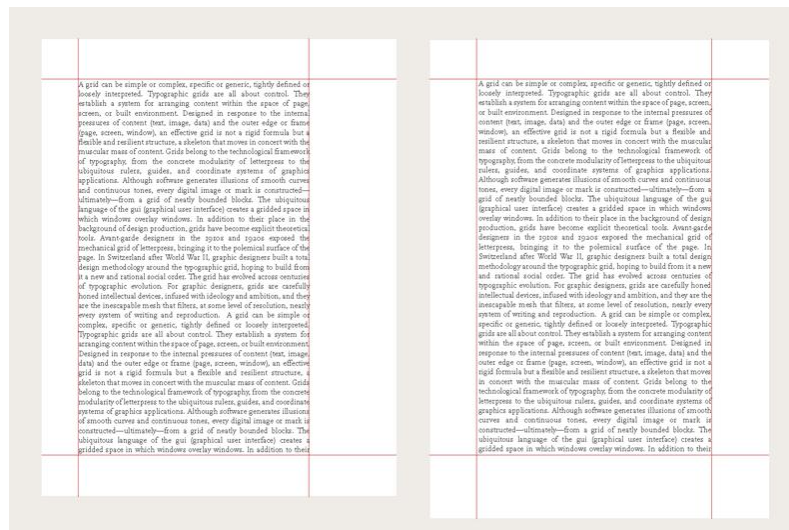 A grid can be simple or complex, specific or generic, tightly defined or
loosely interpreted. Typographic grids are all about control. They
establish a system for arranging content within the space of page,
screen, or built environment. Designed in response to the internal
pressures of content (text, image, data) and the outer edge or frame
(page, screen, window), an effective grid is not a rigid formula but a
flexible and resilient structure, a skeleton that moves in concert with the
muscular mass of content. Grids belong to the technological framework
of typography, from the concrete modularity of letterpress to the
ubiquitous rulers, guides, and coordinate systems of graphics
applications. Although software generates illusions of smooth curves
and continuous tones, every digital image or mark is constructed—
ultimately—from a grid of neatly bounded blocks. The ubiquitous
language of the gui (graphical user interface) creates a gridded space in
which windows overlay windows. In addition to their place in the
background of design production, grids have become explicit theoretical
tools. Avant-garde designers in the 1910s and 1920s exposed the
mechanical grid of letterpress, bringing it to the polemical surface of the
page. In Switzerland after World War II, graphic designers built a total
design methodology around the typographic grid, hoping to build from
it a new and rational social order. The grid has evolved across centuries
of typographic evolution. For graphic designers, grids are carefully
honed intellectual devices, infused with ideology and ambition, and they
are the inescapable mesh that filters, at some level of resolution, nearly
every system of writing and reproduction. A grid can be simple or
complex, specific or generic, tightly defined or loosely interpreted.
Typographic grids are all about control. They establish a system for
arranging content within the space of page, screen, or built environment.
Designed in response to the internal pressures of content (text, image,
data) and the outer edge or frame (page, screen, window), an effective
grid is not a rigid formula but a flexible and resilient structure, a
skeleton that moves in concert with the muscular mass of content. Grids
belong to the technological framework of typography, from the concrete
modularity of letterpress to the ubiquitous rulers, guides, and coordinate
systems of graphics applications. Although software generates illusions
of smooth curves and continuous tones, every digital image or mark is
constructed—ultimately—from a grid of neatly bounded blocks. The
ubiquitous language of the gui (graphical user interface) creates a
gridded space in which windows overlay windows. In addition to their
A grid can be simple or complex, specific or generic, tightly defined or
loosely interpreted. Typographic grids are all about control. They
establish a system for arranging content within the space of page, screen,
or built environment. Designed in response to the internal pressures of
content (text, image, data) and the outer edge or frame (page, screen,
window), an effective grid is not a rigid formula but a flexible and
resilient structure, a skeleton that moves in concert with the muscular
mass of content. Grids belong to the technological framework of
typography, from the concrete modularity of letterpress to the ubiquitous
rulers, guides, and coordinate systems of graphics applications.
Although software generates illusions of smooth curves and continuous
tones, every digital image or mark is constructed—ultimately—from a
grid of neatly bounded blocks. The ubiquitous language of the gui
(graphical user interface) creates a gridded space in which windows
overlay windows. In addition to their place in the background of design
production, grids have become explicit theoretical tools. Avant-garde
designers in the 1910s and 1920s exposed the mechanical grid of
letterpress, bringing it to the polemical surface of the page. In
Switzerland after World War II, graphic designers built a total design
methodology around the typographic grid, hoping to build from it a new
and rational social order. The grid has evolved across centuries of
typographic evolution. For graphic designers, grids are carefully honed
intellectual devices, infused with ideology and ambition, and they are the
inescapable mesh that filters, at some level of resolution, nearly every
system of writing and reproduction. A grid can be simple or complex,
specific or generic, tightly defined or loosely interpreted. Typographic
grids are all about control. They establish a system for arranging content
within the space of page, screen, or built environment. Designed in
response to the internal pressures of content (text, image, data) and the
outer edge or frame (page, screen, window), an effective grid is not a
rigid formula but a flexible and resilient structure, a skeleton that moves
in concert with the muscular mass of content. Grids belong to the
technological framework of typography, from the concrete modularity of
letterpress to the ubiquitous rulers, guides, and coordinate systems of
graphics applications. Although software generates illusions of smooth
curves and continuous tones, every digital image or mark is
constructed—ultimately—from a grid of neatly bounded blocks. The
ubiquitous language of the gui (graphical user interface) creates a
gridded space in which windows overlay windows. In addition to their